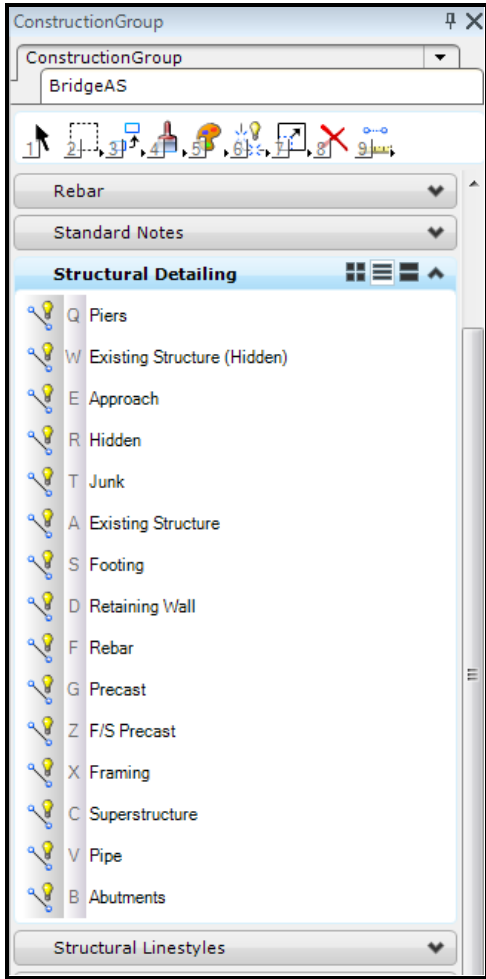 ConstructionGroup
ConstructionGroup
BridgeAS
1 2 3 4 5 6 7 8 9
Rebar
Standard Notes
Structural Detailing
Q Piers
W Existing Structure (Hidden)
E Approach
R Hidden
T Junk
A Existing Structure
S Footing
D Retaining Wall
F Rebar
G Precast
Z F/S Precast
X Framing
C Superstructure
V Pipe
B Abutments
Structural Linestyles